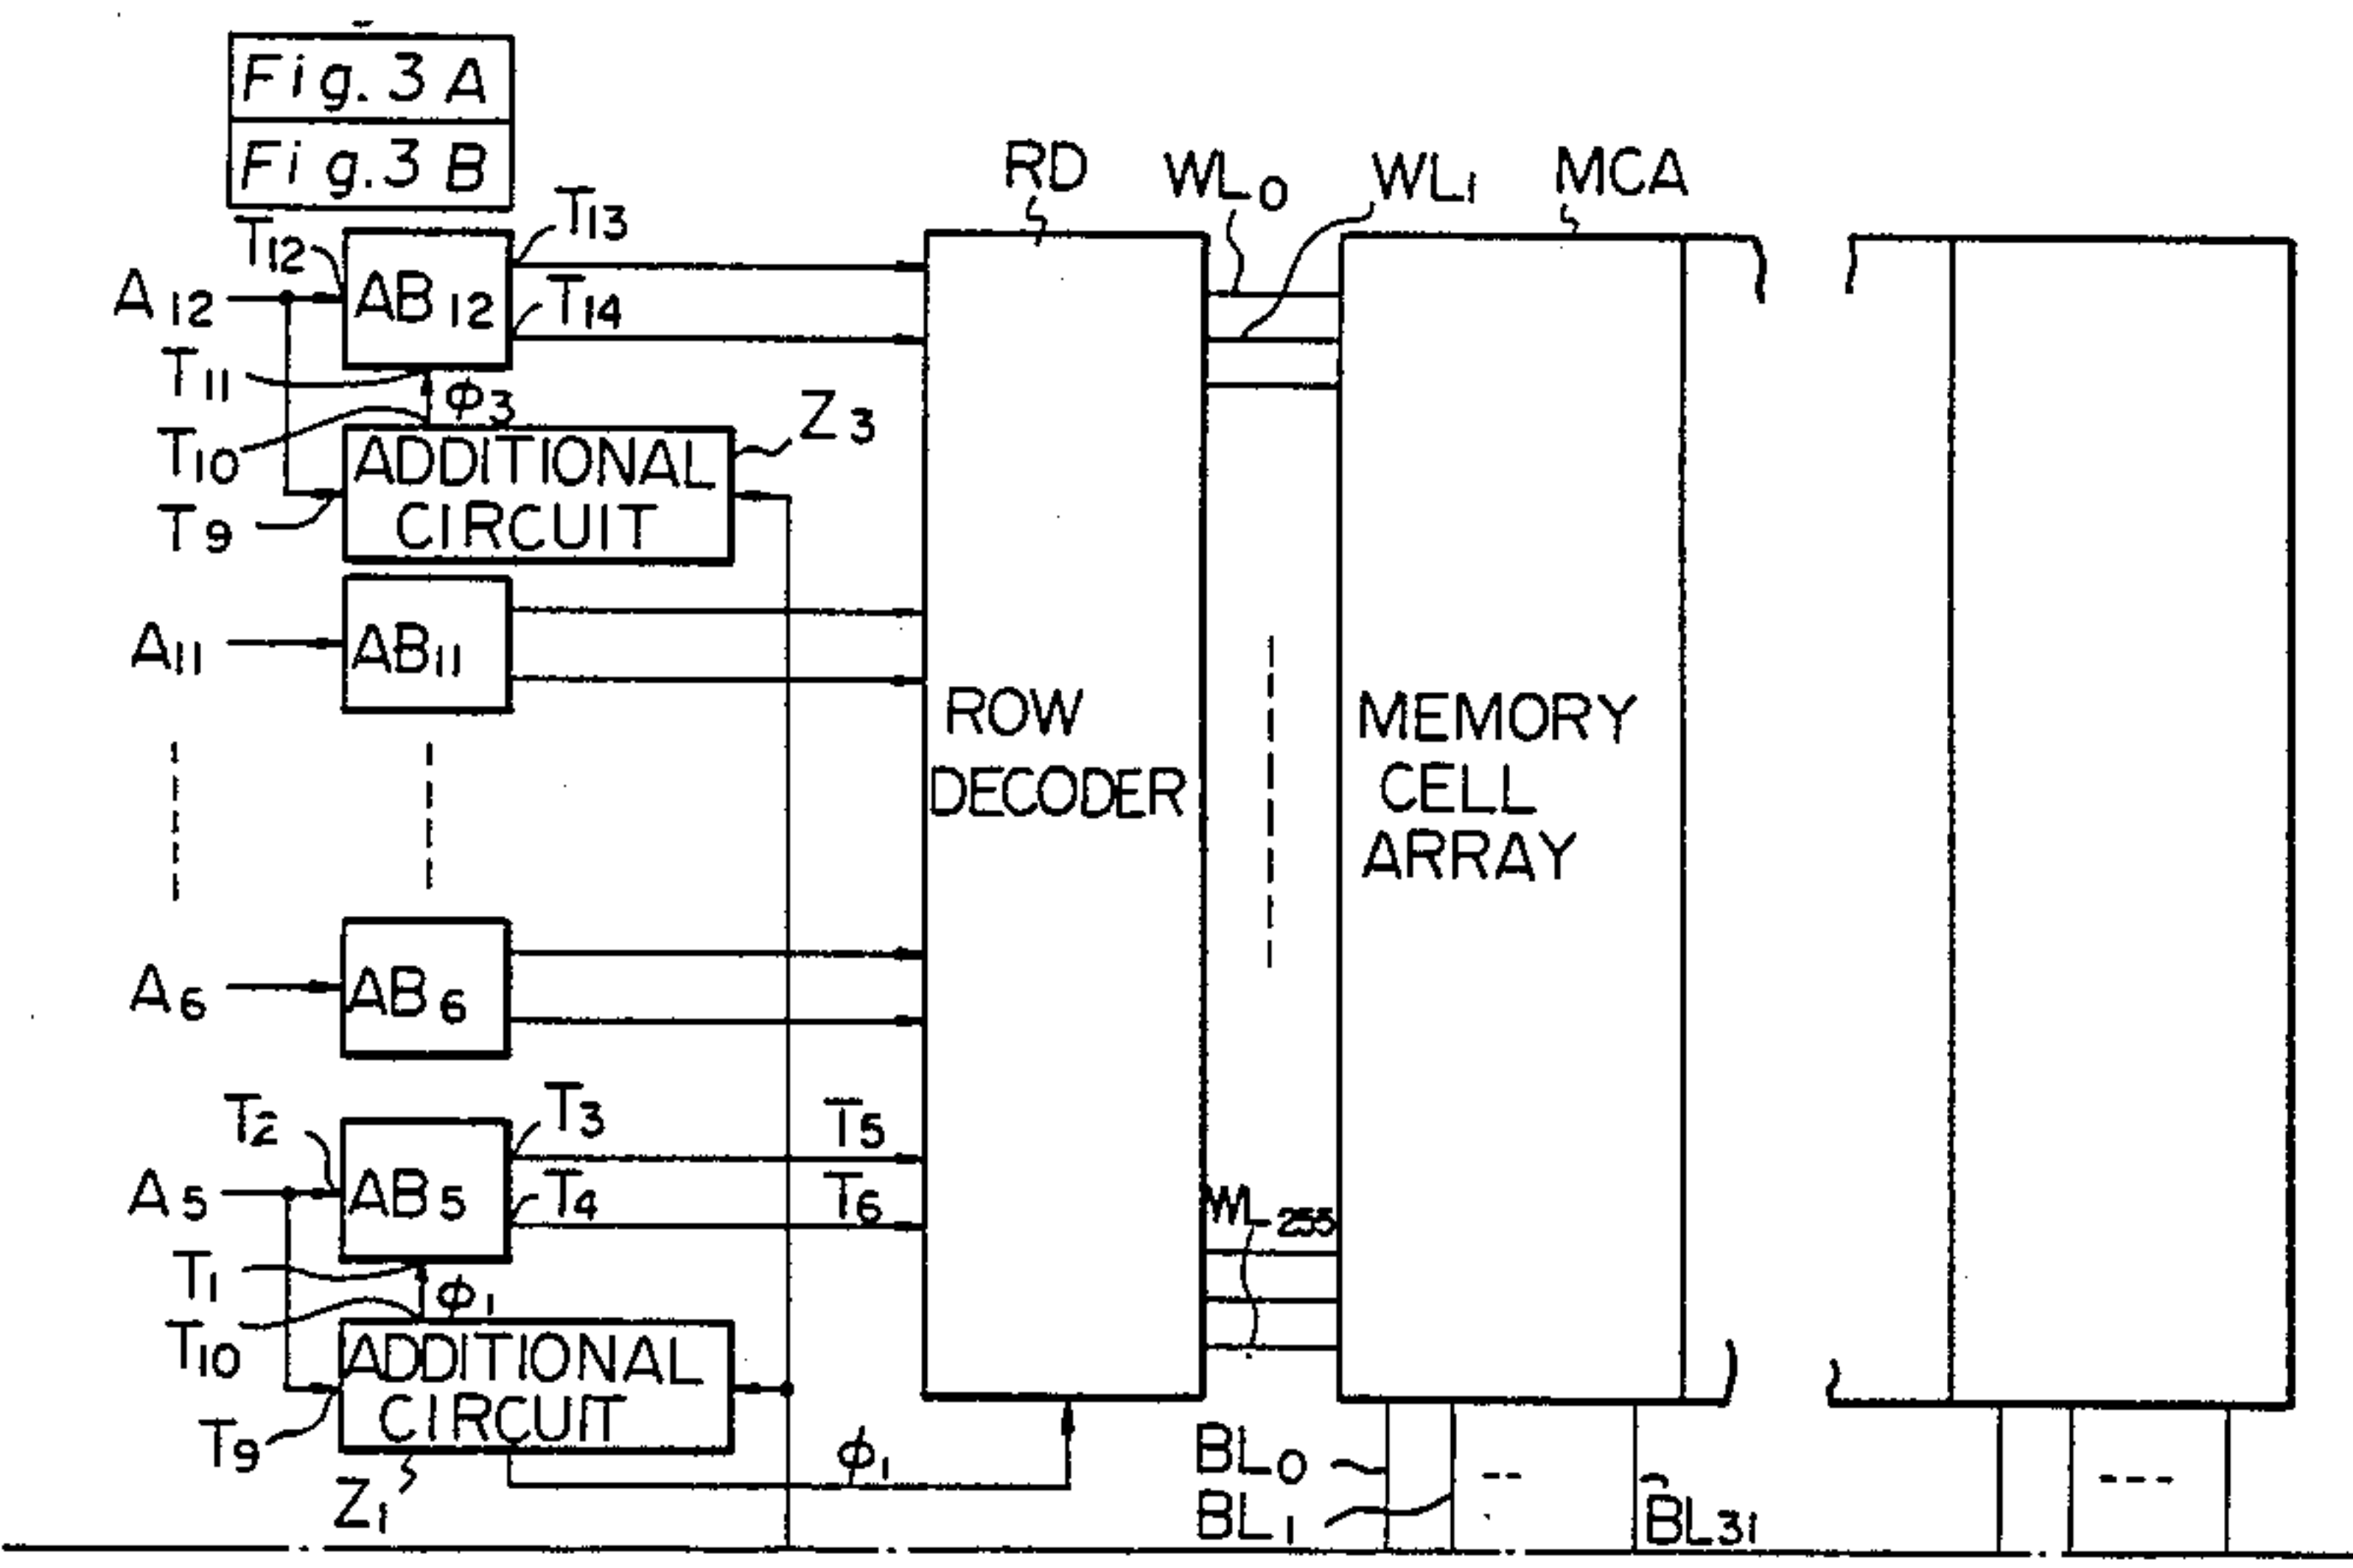 Fig. 3 A
Fig. 3 B
RD
WL0
WL1
MCA
T13
T12
A12
AB12
T14
T11
φ3
Z3
T10
ADDITIONAL
CIRCUIT
T9
A11
AB11
ROW
DECODER
MEMORY
CELL
ARRAY
A6
AB6
T2
T3
T5
A5
AB5
T4
T6
WL255
T1
φ1
T10
ADDITIONAL
CIRCUIT
T9
Z1
φ1
BL0
BL1
BL31